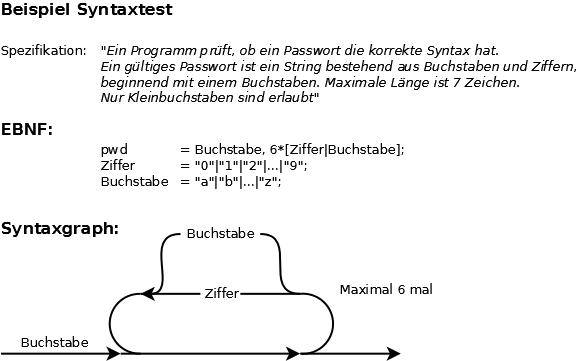 Beispiel Syntaxtest
Spezifikation: "Ein Programm prüft, ob ein Passwort die korrekte Syntax hat.
Ein gültiges Passwort ist ein String bestehend aus Buchstaben und Ziffern,
beginnend mit einem Buchstaben. Maximale Länge ist 7 Zeichen.
Nur Kleinbuchstaben sind erlaubt"
EBNF:
pwd = Buchstabe, 6*[Ziffer|Buchstabe];
Ziffer = "0"|"1"|"2"|...|"9";
Buchstabe = "a"|"b"|...|"z";
Syntaxgraph:
Buchstabe
Ziffer
Maximal 6 mal
Buchstabe